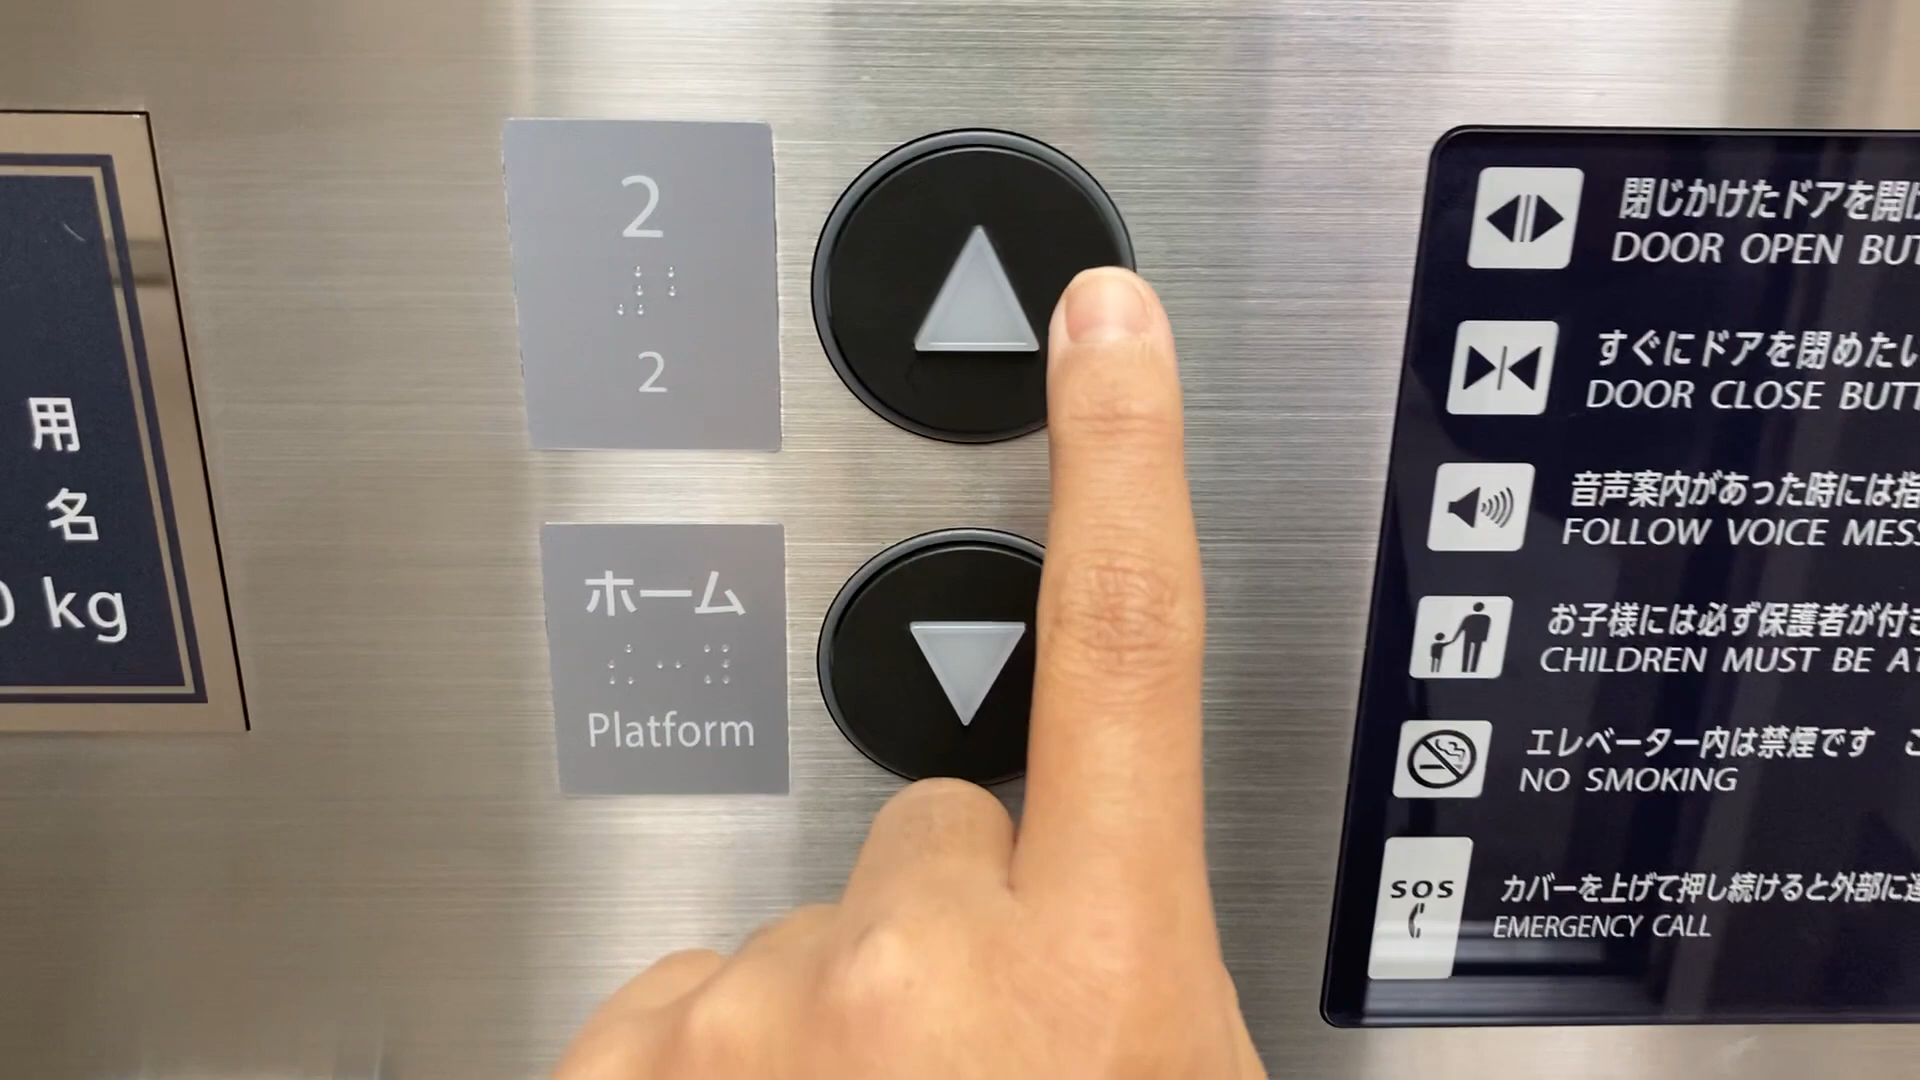 用
名
0 kg
2
2
ホーム
Platform
閉じかけたドアを開け
DOOR OPEN BUT
すぐにドアを閉めたい
DOOR CLOSE BUTT
音声案内があった時には指
FOLLOW VOICE MESS
お子様には必ず保護者が付き
CHILDREN MUST BE AT
エレベーター内は禁煙です こ
NO SMOKING
SOS
カバーを上げて押し続けると外部に連
EMERGENCY CALL